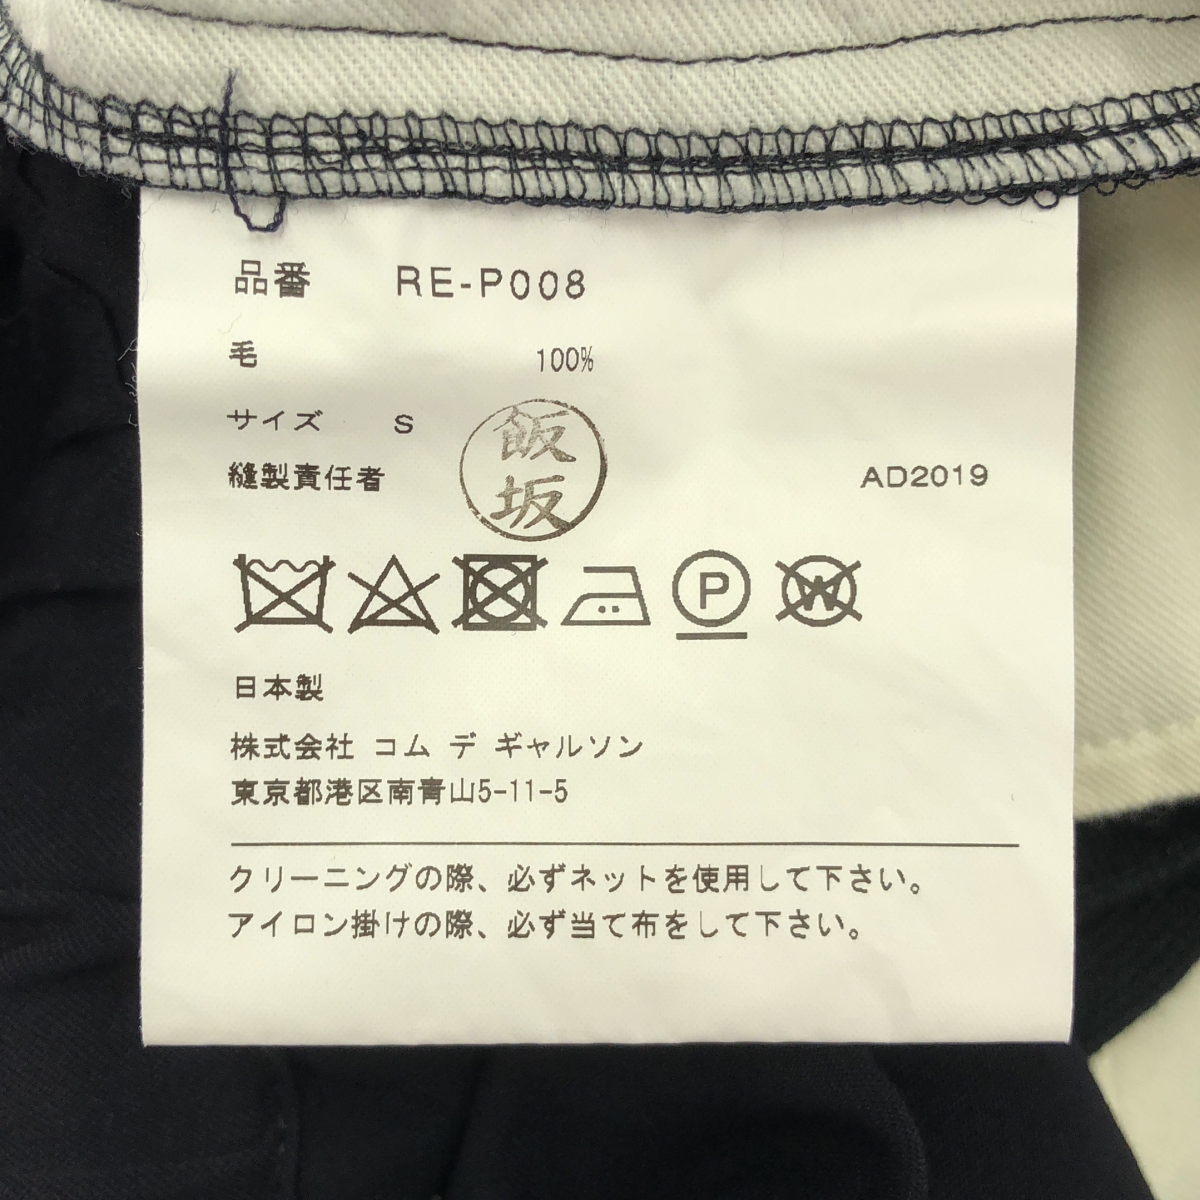 品番 RE-P008
毛 100%
サイズ S
縫製責任者 飯坂 AD2019
P W
日本製
株式会社 コム デ ギャルソン
東京都港区南青山5-11-5
クリーニングの際、必ずネットを使用して下さい。
アイロン掛けの際、必ず当て布をして下さい。